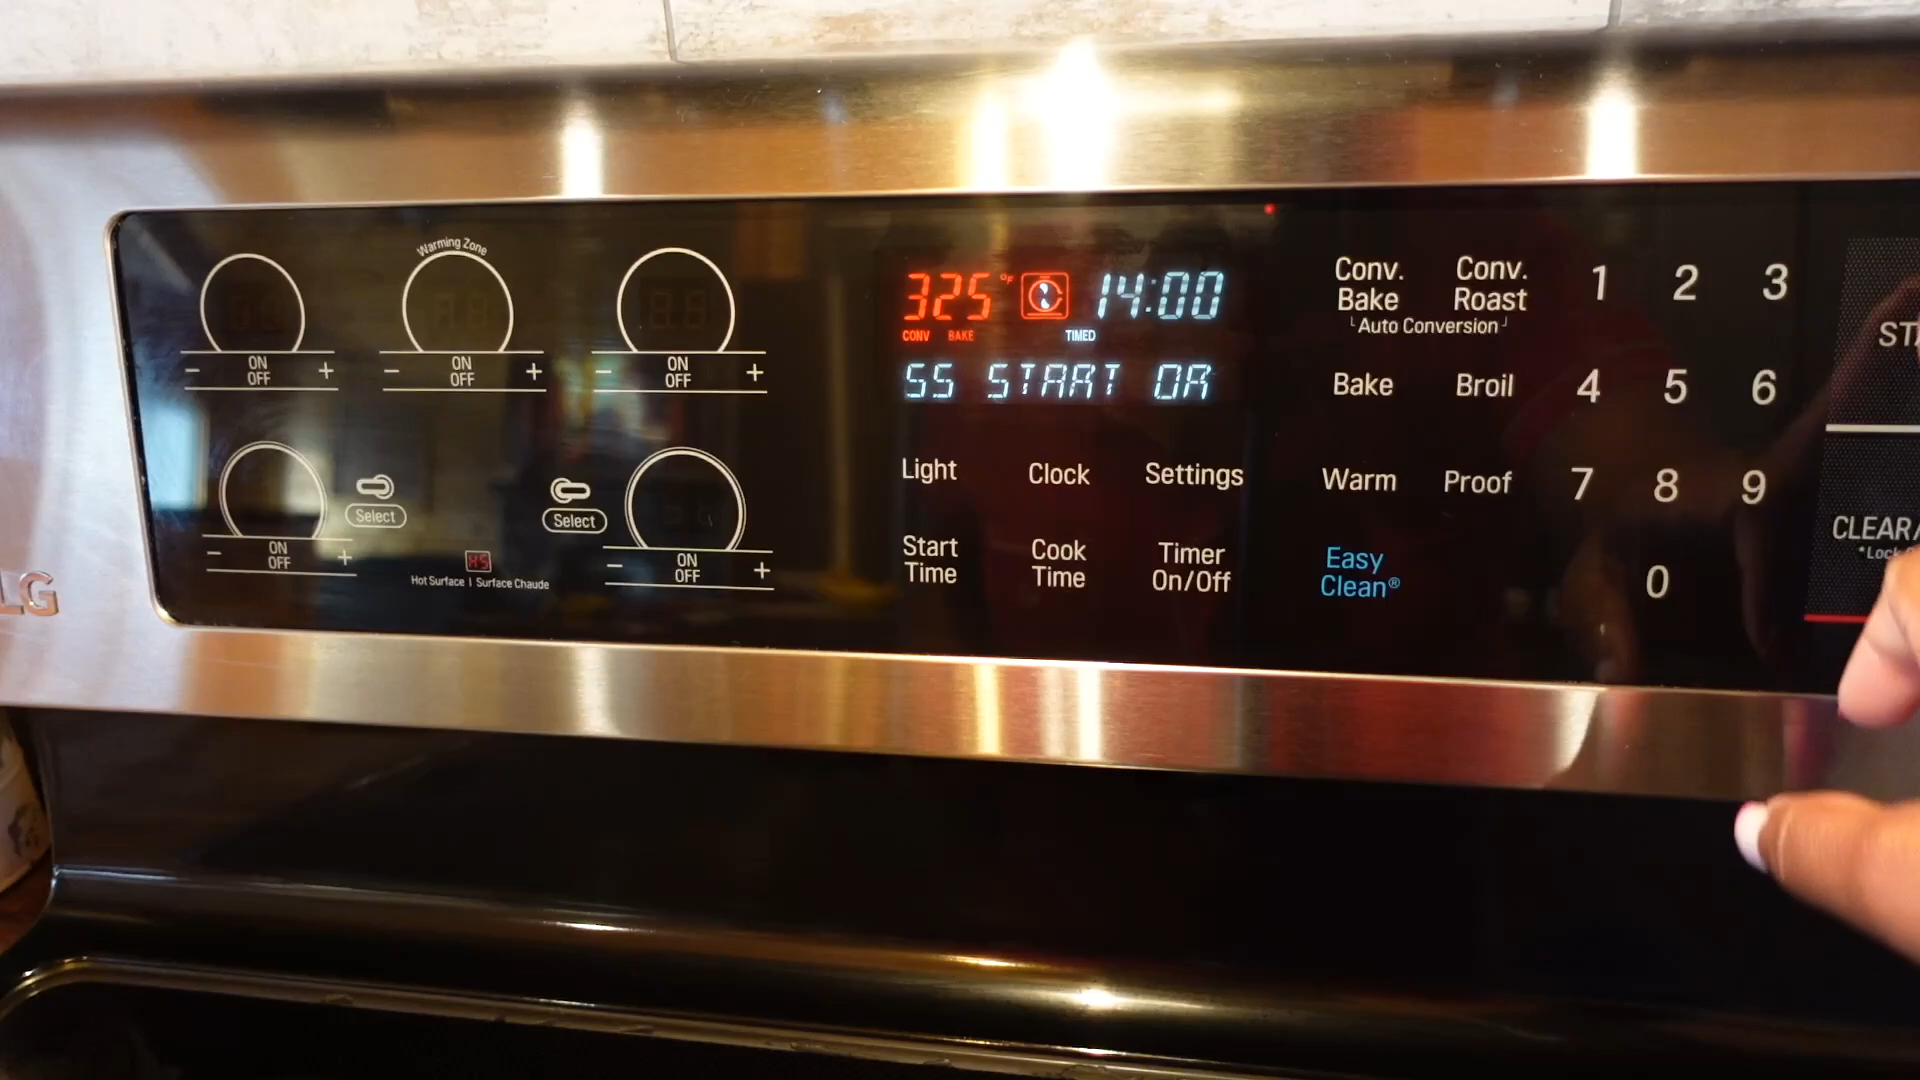 Warming Zone
- ON OFF +
- ON OFF +
- ON OFF +
- ON OFF +
Select
Select
- ON OFF +
HS
Hot Surface | Surface Chaude
LG
325°F 14:00
CONV BAKE TIMED
SS START OR
Light Clock Settings
Start Time
Cook Time
Timer On/Off
Conv. Bake
Conv. Roast
Auto Conversion
Bake Broil
Warm Proof
Easy Clean®
1 2 3
4 5 6
7 8 9
0
CLEAR/